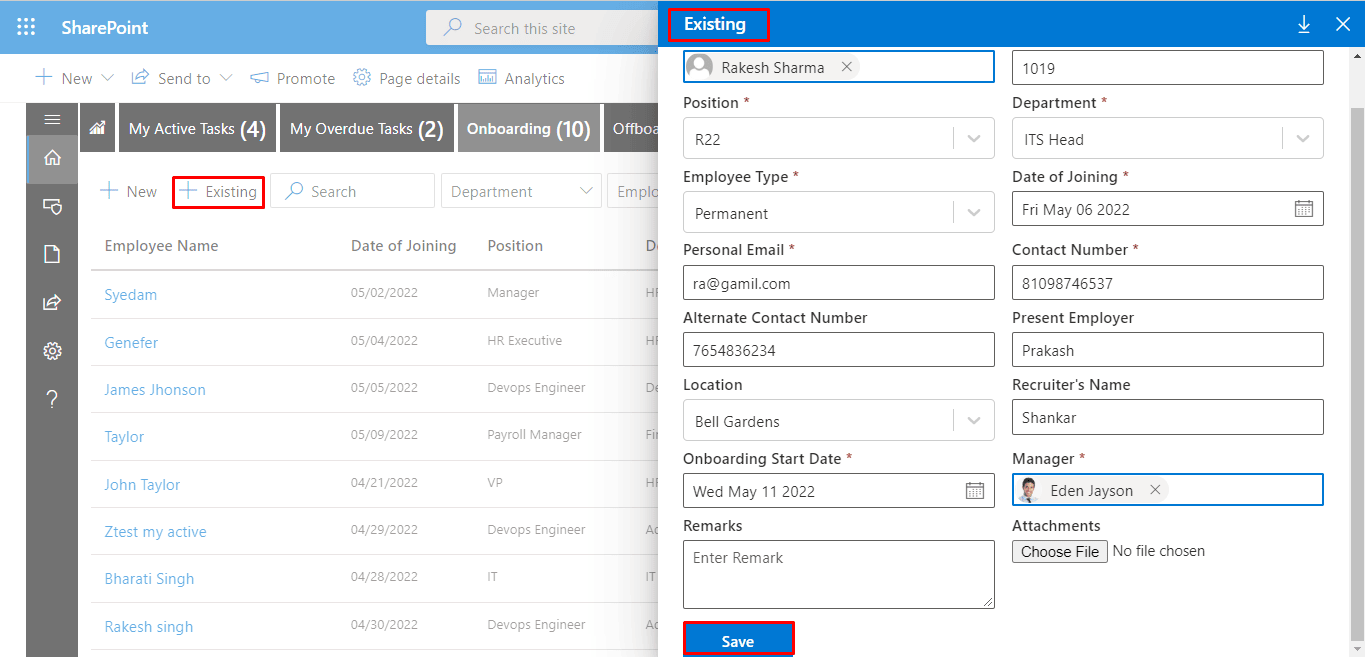 SharePoint
Search this site
New
Send to
Promote
Page details
Analytics
My Active Tasks (4)
My Overdue Tasks (2)
Onboarding (10)
Offboa
New
Existing
Search
Department
Emplo
Employee Name Date of Joining Position D
Syedam 05/02/2022 Manager HR
Genefer 05/04/2022 HR Executive HR
James Jhonson 05/05/2022 Devops Engineer De
Taylor 05/09/2022 Payroll Manager Fin
John Taylor 04/21/2022 VP HR
Ztest my active 04/29/2022 Devops Engineer Ad
Bharati Singh 04/28/2022 IT IT
Rakesh singh 04/30/2022 Devops Engineer Ad
Existing
Rakesh Sharma
1019
Position * Department *
R22 ITS Head
Employee Type * Date of Joining *
Permanent Fri May 06 2022
Personal Email * Contact Number *
ra@gamil.com 81098746537
Alternate Contact Number Present Employer
7654836234 Prakash
Location Recruiter's Name
Bell Gardens Shankar
Onboarding Start Date * Manager *
Wed May 11 2022 Eden Jayson
Remarks Attachments
Enter Remark Choose File No file chosen
Save